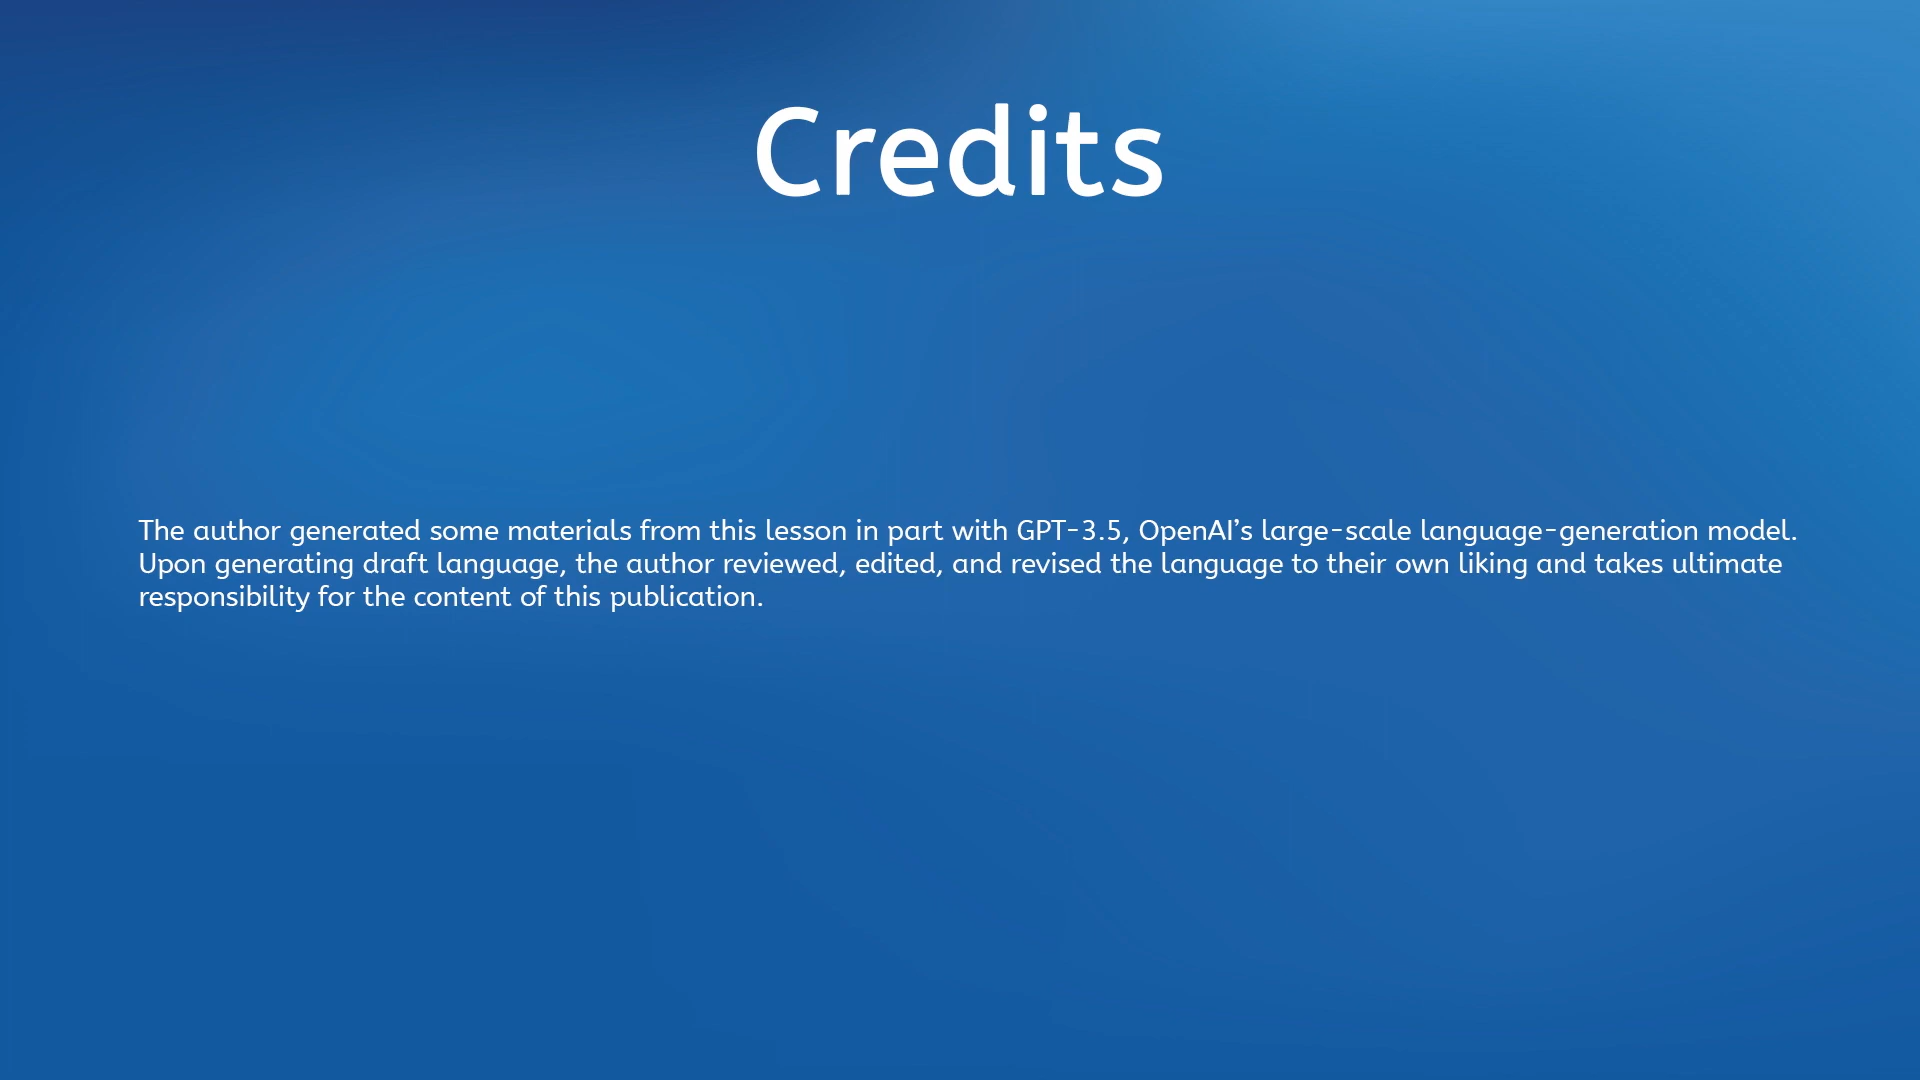 Credits
The author generated some materials from this lesson in part with GPT-3.5, OpenAI’s large-scale language-generation model.
Upon generating draft language, the author reviewed, edited, and revised the language to their own liking and takes ultimate
responsibility for the content of this publication.